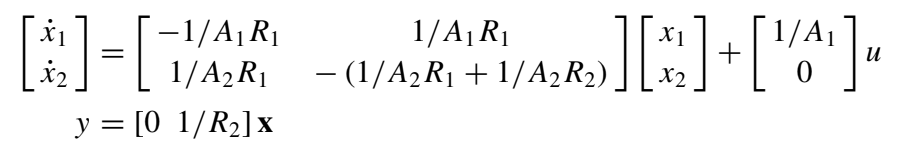 [ẋ₁; ẋ₂] = [−1/A₁R₁  1/A₁R₁; 1/A₂R₁  − (1/A₂R₁ + 1/A₂R₂)] [x₁; x₂] + [1/A₁; 0] u
y = [0 1/R₂] x